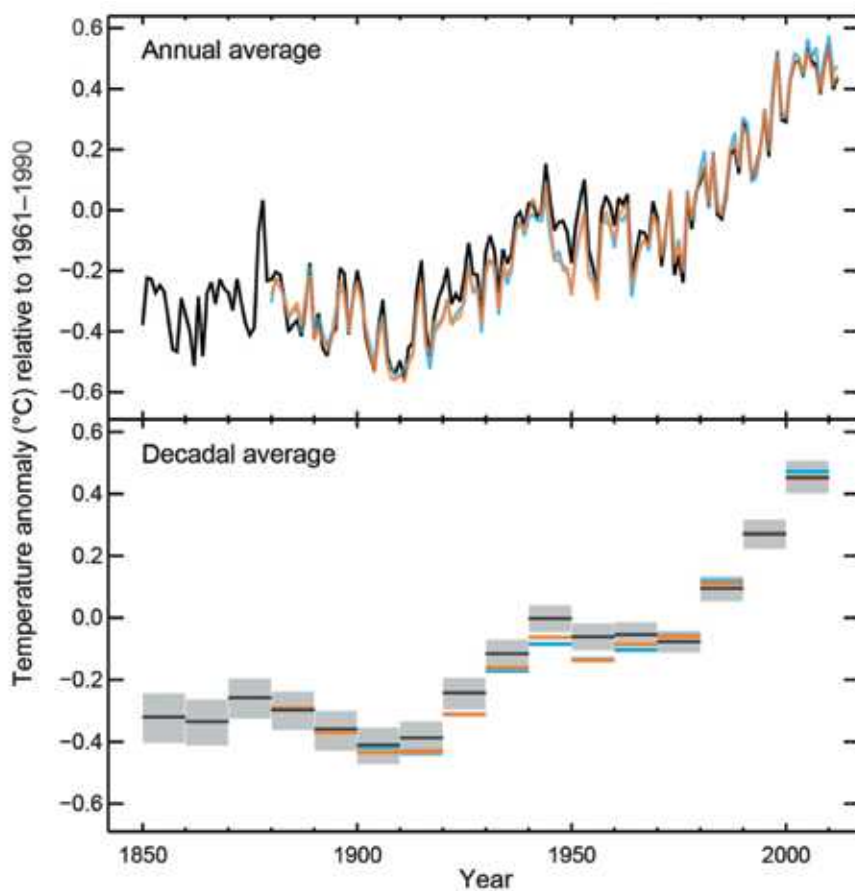 Temperature anomaly (°C) relative to 1961–1990
Annual average
0.6
0.4
0.2
0.0
−0.2
−0.4
−0.6
Decadal average
0.6
0.4
0.2
0.0
−0.2
−0.4
−0.6
1850 1900 1950 2000
Year